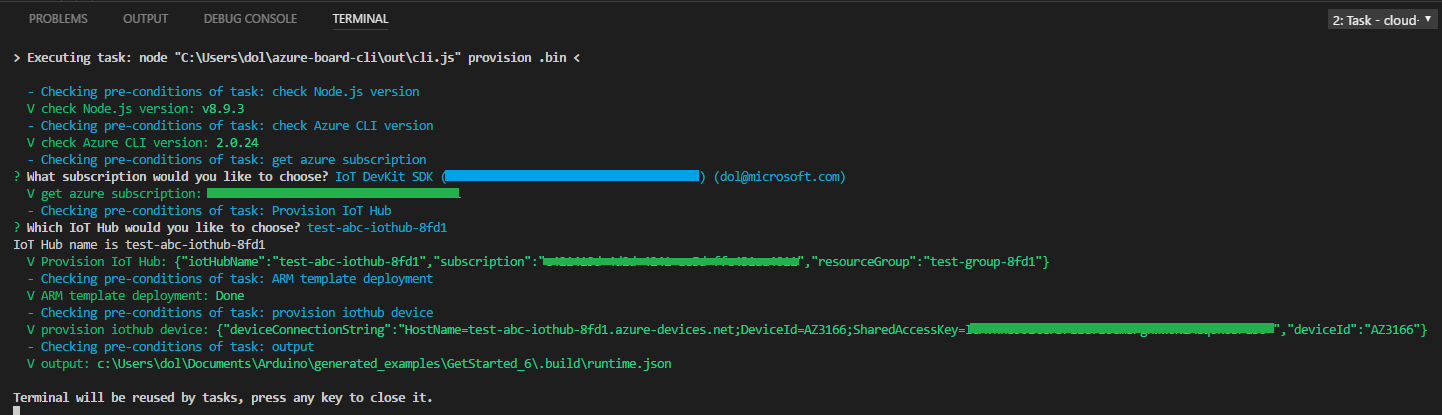 PROBLEMS OUTPUT DEBUG CONSOLE TERMINAL 2: Task - cloud-
> Executing task: node "C:\Users\dol\azure-board-cli\out\cli.js" provision .bin <
- Checking pre-conditions of task: check Node.js version
V check Node.js version: v8.9.3
- Checking pre-conditions of task: check Azure CLI version
V check Azure CLI version: 2.0.24
- Checking pre-conditions of task: get azure subscription
? What subscription would you like to choose? IoT DevKit SDK () (dol@microsoft.com)
V get azure subscription:
- Checking pre-conditions of task: Provision IoT Hub
? Which IoT Hub would you like to choose? test-abc-iothub-8fd1
IoT Hub name is test-abc-iothub-8fd1
V Provision IoT Hub: {"iotHubName":"test-abc-iothub-8fd1","subscription":"","resourceGroup":"test-group-8fd1"}
- Checking pre-conditions of task: ARM template deployment
V ARM template deployment: Done
- Checking pre-conditions of task: provision iothub device
V provision iothub device: {"deviceConnectionString":"HostName=test-abc-iothub-8fd1.azure-devices.net;DeviceId=AZ3166;SharedAccessKey=","deviceId":"AZ3166"}
- Checking pre-conditions of task: output
V output: c:\Users\dol\Documents\Arduino\generated_examples\GetStarted_6\.build\runtime.json
Terminal will be reused by tasks, press any key to close it.